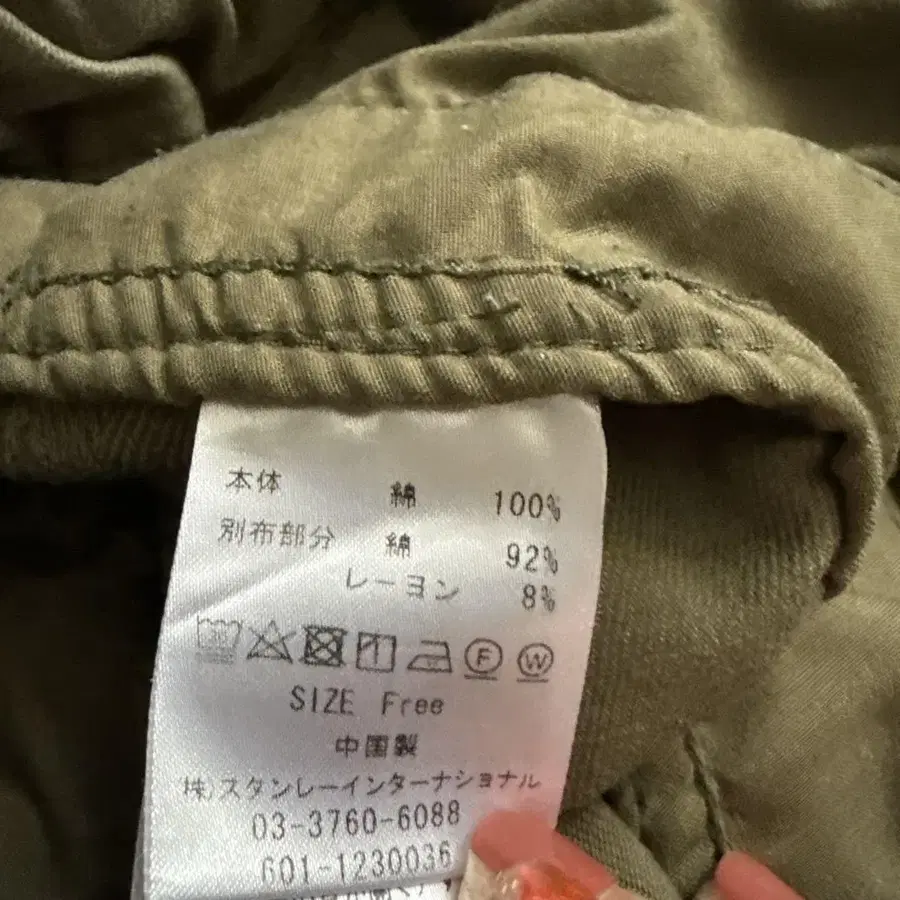 本体 綿 100%
別布部分 綿 92%
レーヨン 8%
F W
SIZE Free
中国製
㈱スタンレーインターナショナル
03-3760-6088
601-1230036